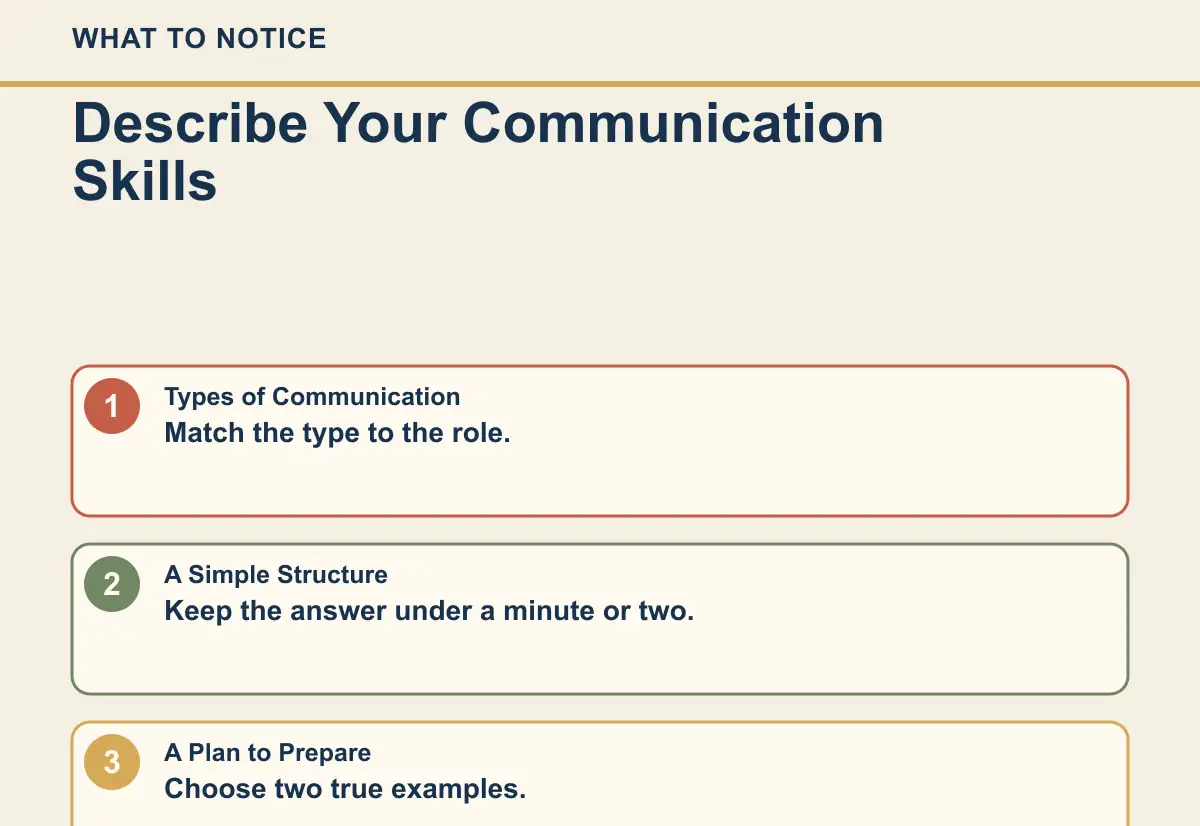 WHAT TO NOTICE
Describe Your Communication
Skills
1
Types of Communication
Match the type to the role.
2
A Simple Structure
Keep the answer under a minute or two.
3
A Plan to Prepare
Choose two true examples.